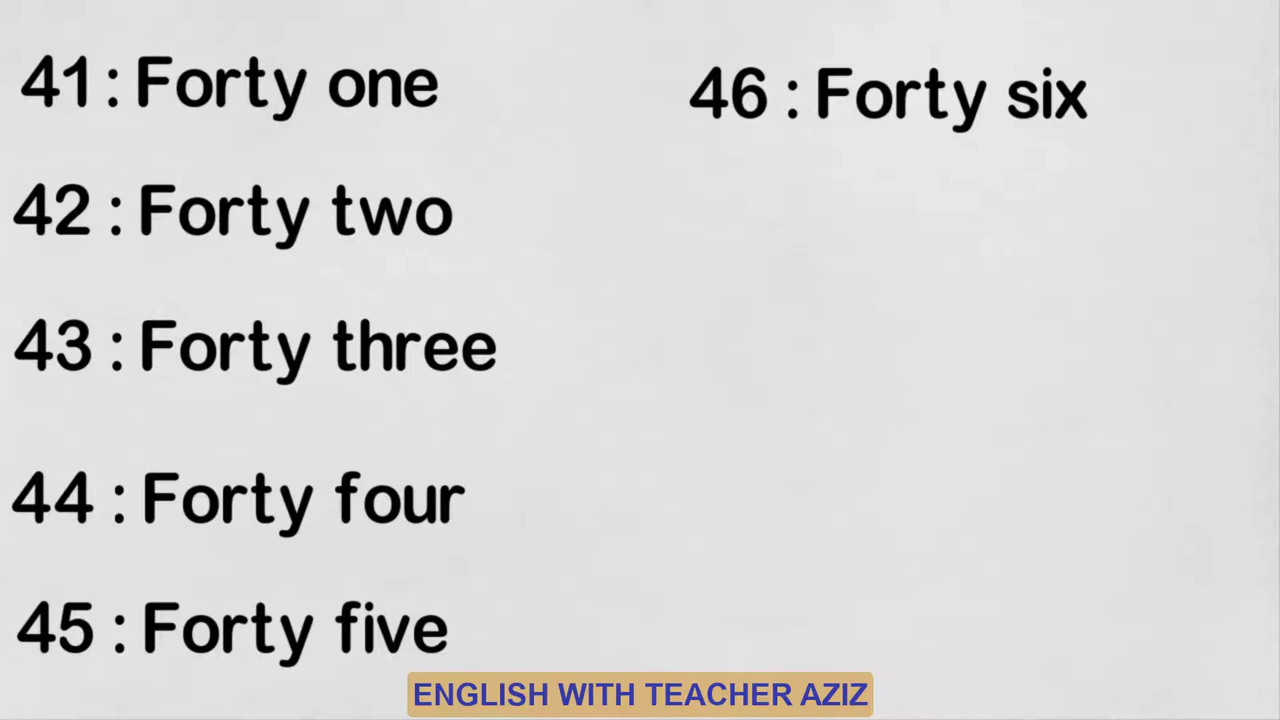 41 : Forty one
42 : Forty two
43 : Forty three
44 : Forty four
45 : Forty five
46 : Forty six
ENGLISH WITH TEACHER AZIZ